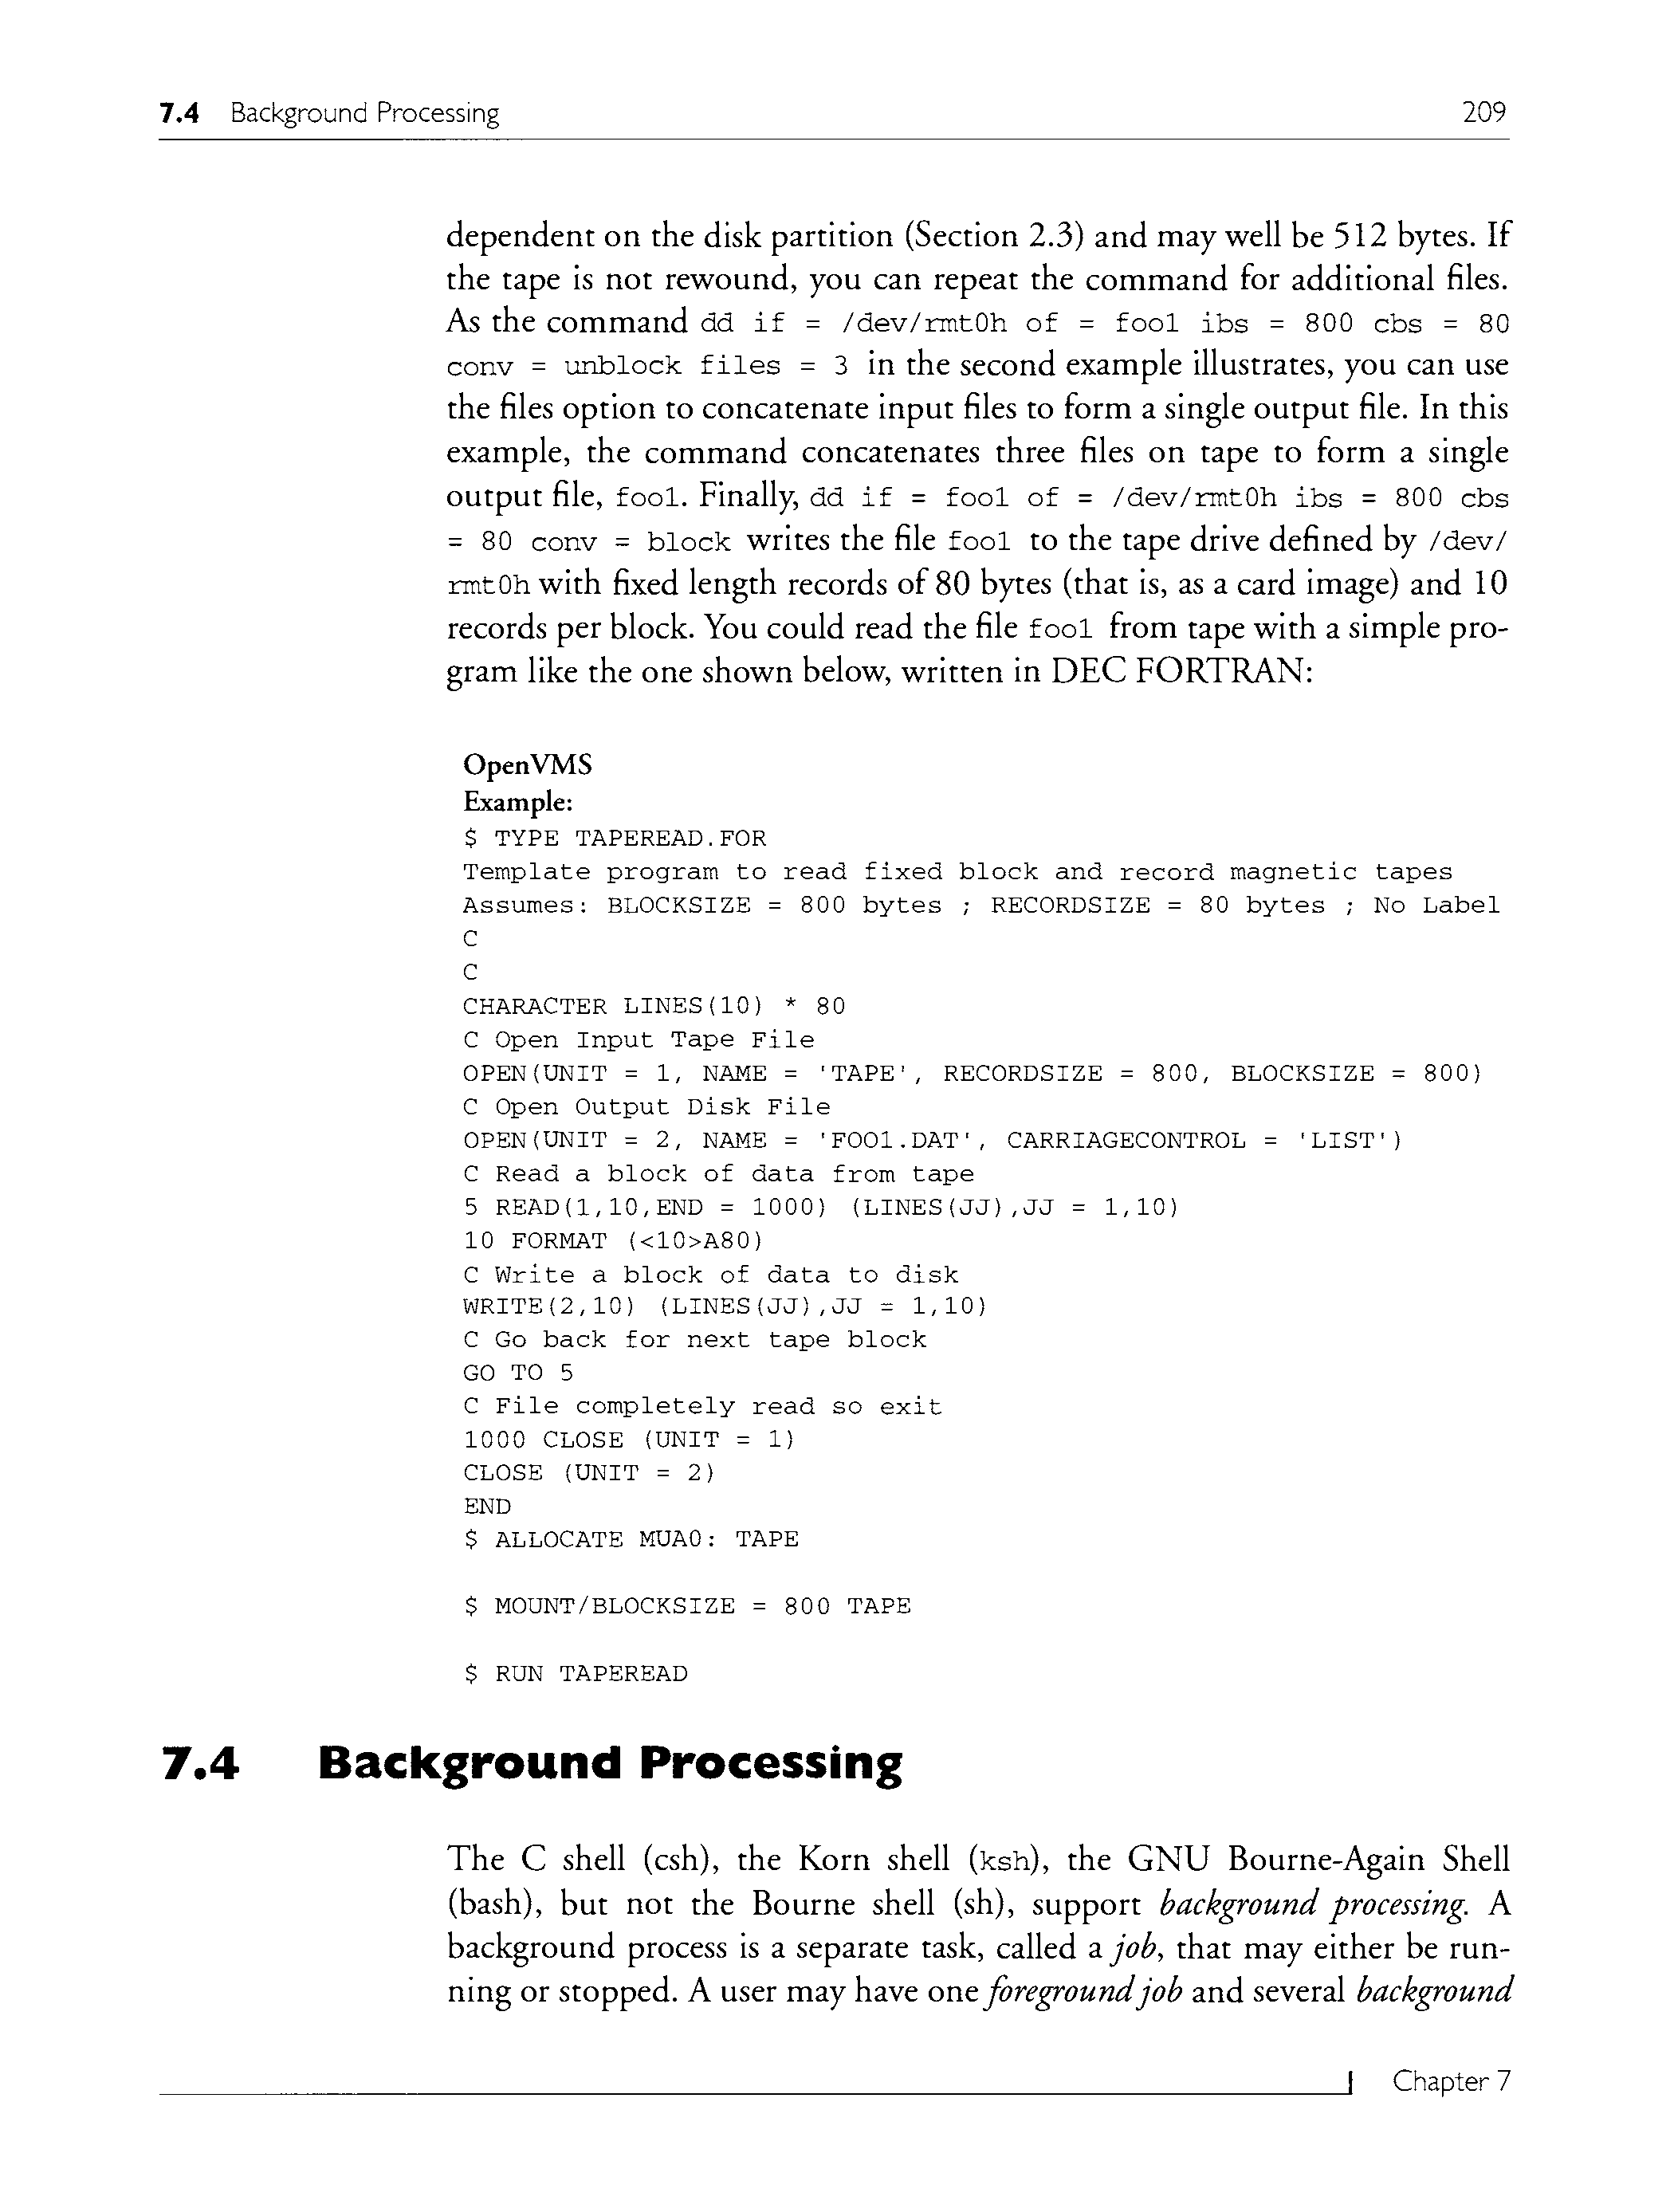 7.4 Background Processing 209
dependent on the disk partition (Section 2.3) and may well be 512 bytes. If
the tape is not rewound, you can repeat the command for additional files.
As the command dd if = /dev/rmt0h of = foo1 ibs = 800 cbs = 80
conv = unblock files = 3 in the second example illustrates, you can use
the files option to concatenate input files to form a single output file. In this
example, the command concatenates three files on tape to form a single
output file, foo1. Finally, dd if = foo1 of = /dev/rmt0h ibs = 800 cbs
= 80 conv = block writes the file foo1 to the tape drive defined by /dev/
rmt0h with fixed length records of 80 bytes (that is, as a card image) and 10
records per block. You could read the file foo1 from tape with a simple pro-
gram like the one shown below, written in DEC FORTRAN:
OpenVMS
Example:
$ TYPE TAPEREAD.FOR
Template program to read fixed block and record magnetic tapes
Assumes: BLOCKSIZE = 800 bytes ; RECORDSIZE = 80 bytes ; No Label
C
C
CHARACTER LINES(10) * 80
C Open Input Tape File
OPEN(UNIT = 1, NAME = 'TAPE', RECORDSIZE = 800, BLOCKSIZE = 800)
C Open Output Disk File
OPEN(UNIT = 2, NAME = 'FOO1.DAT', CARRIAGECONTROL = 'LIST')
C Read a block of data from tape
5 READ(1,10,END = 1000) (LINES(JJ),JJ = 1,10)
10 FORMAT (<10>A80)
C Write a block of data to disk
WRITE(2,10) (LINES(JJ),JJ = 1,10)
C Go back for next tape block
GO TO 5
C File completely read so exit
1000 CLOSE (UNIT = 1)
CLOSE (UNIT = 2)
END
$ ALLOCATE MUA0: TAPE
$ MOUNT/BLOCKSIZE = 800 TAPE
$ RUN TAPEREAD
7.4 Background Processing
The C shell (csh), the Korn shell (ksh), the GNU Bourne-Again Shell
(bash), but not the Bourne shell (sh), support background processing. A
background process is a separate task, called a job, that may either be run-
ning or stopped. A user may have one foreground job and several background
Chapter 7